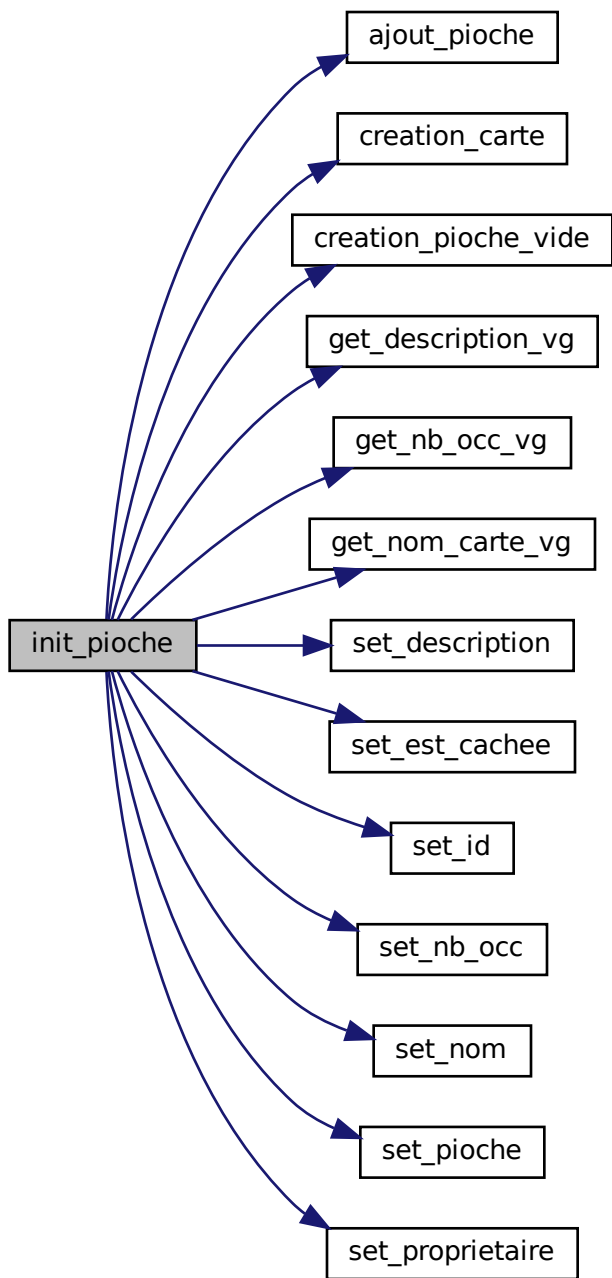 ajout_pioche
creation_carte
creation_pioche_vide
get_description_vg
get_nb_occ_vg
get_nom_carte_vg
init_pioche
set_description
set_est_cachee
set_id
set_nb_occ
set_nom
set_pioche
set_proprietaire